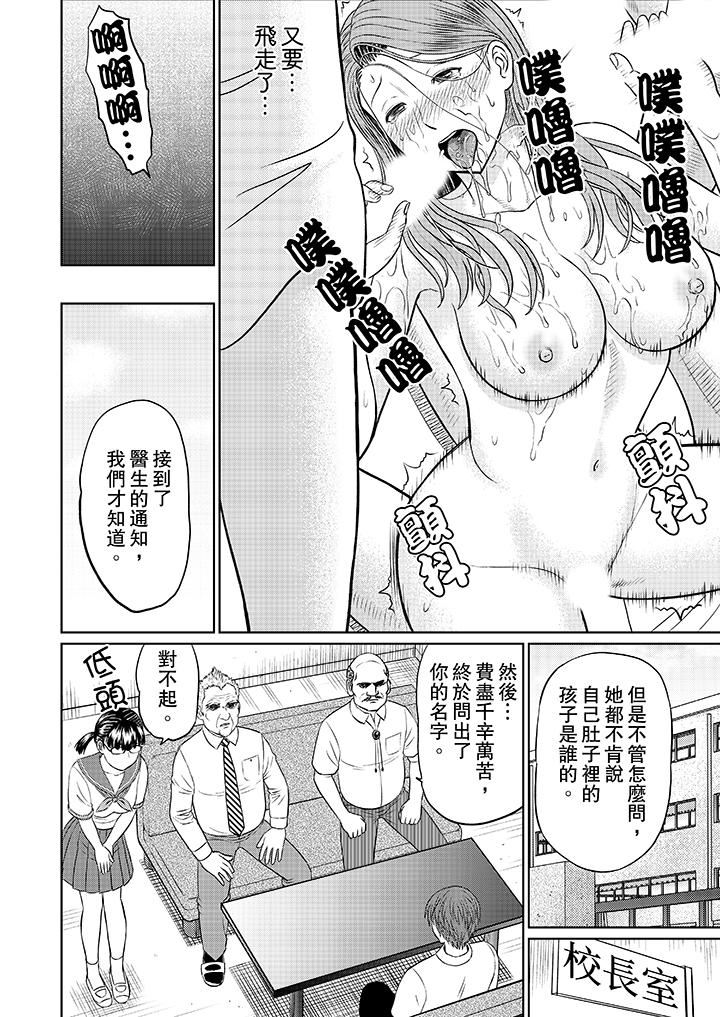 噗噗嚕嚕
噗嚕嚕
又要…
飛走了…
噗噗嚕嚕
顫抖
顫抖
啊啊啊…
接到了
醫生的通知，
我們才知道。
但是不管怎麼問，
她都不肯說
自己肚子裡的
孩子是誰的。
校長室
然後…
費盡千辛萬苦，
終於問出了
你的名字。
對不起。
低頭